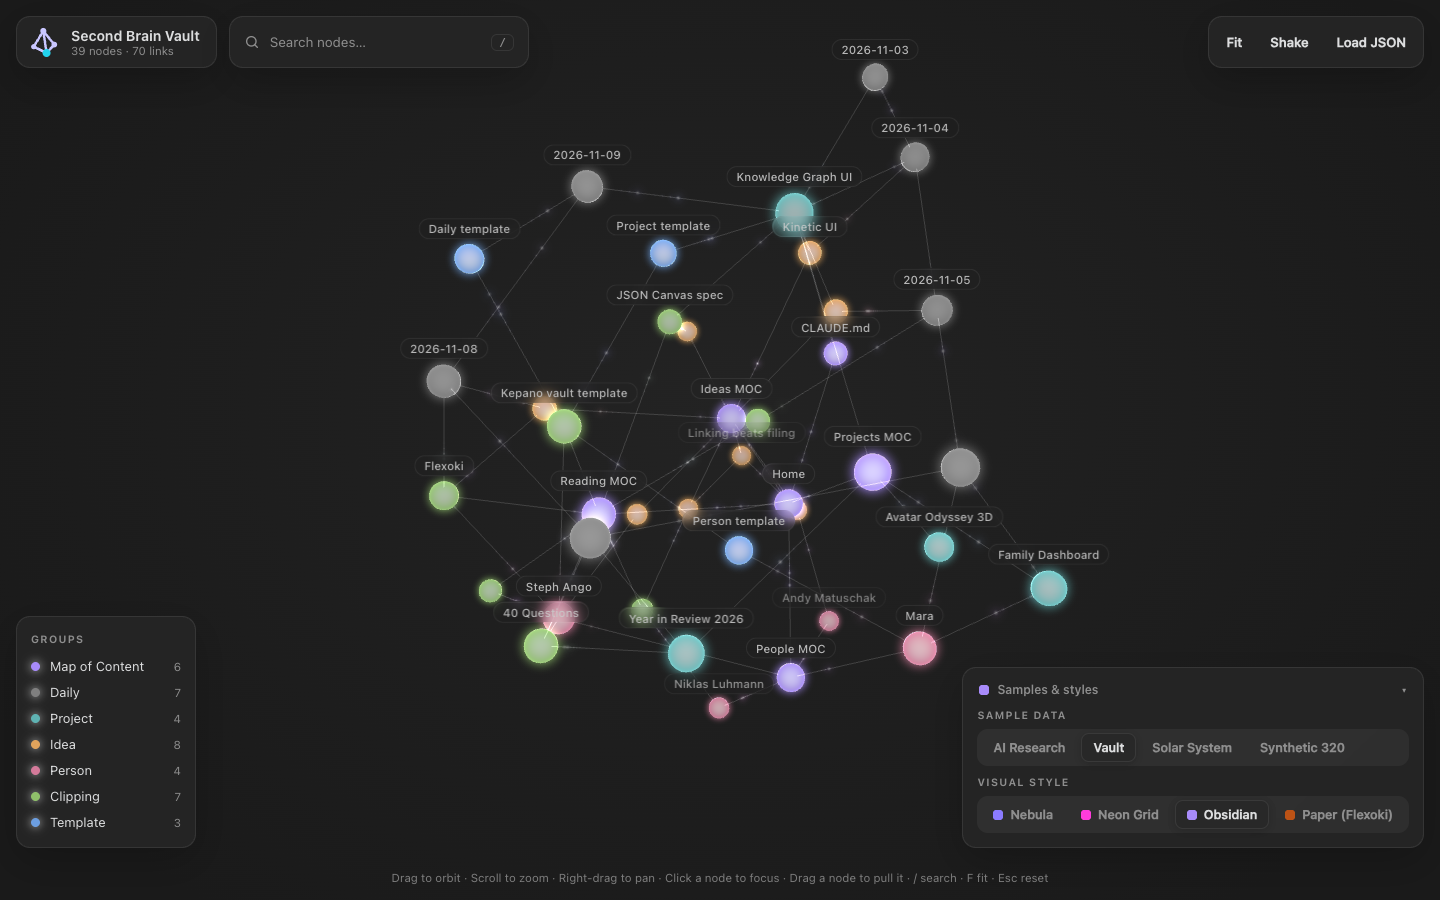 Second Brain Vault
39 nodes · 70 links
Search nodes...
/
Fit
Shake
Load JSON
2026-11-03
2026-11-04
2026-11-09
Knowledge Graph UI
Daily template
Project template
Kinetic UI
2026-11-05
JSON Canvas spec
CLAUDE.md
2026-11-08
Kepano vault template
Ideas MOC
Linking beats filing
Projects MOC
Flexoki
Reading MOC
Home
Person template
Avatar Odyssey 3D
Family Dashboard
Steph Ango
40 Questions
Year in Review 2026
Andy Matuschak
Mara
People MOC
Niklas Luhmann
GROUPS
Map of Content 6
Daily 7
Project 4
Idea 8
Person 4
Clipping 7
Template 3
Samples & styles
SAMPLE DATA
AI Research
Vault
Solar System
Synthetic 320
VISUAL STYLE
Nebula
Neon Grid
Obsidian
Paper (Flexoki)
Drag to orbit · Scroll to zoom · Right-drag to pan · Click a node to focus · Drag a node to pull it · / search · F fit · Esc reset